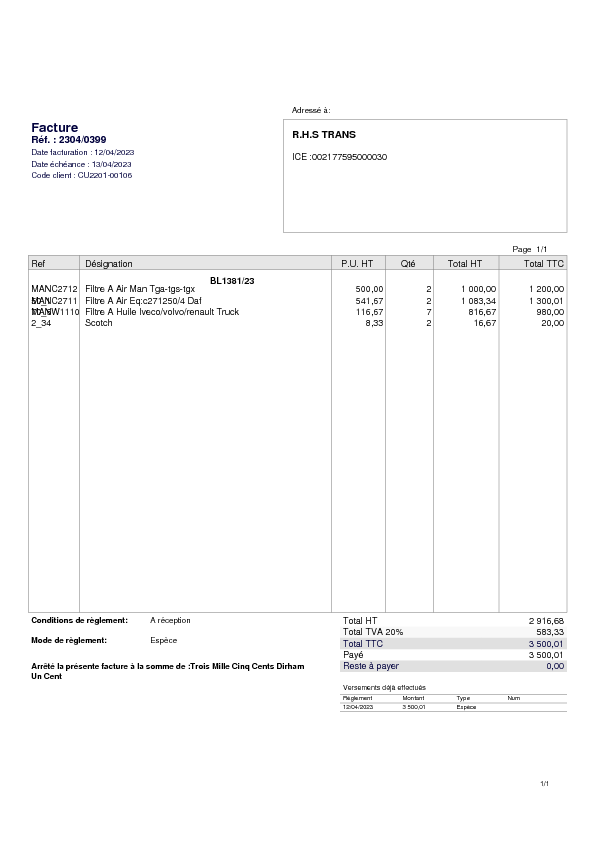 Adressé à:
Facture
Réf. : 2304/0399
Date facturation : 12/04/2023
Date échéance : 13/04/2023
Code client : CU2201-00106
R.H.S TRANS
ICE :002177595000030
Page 1/1
Ref Désignation P.U. HT Qté Total HT Total TTC
BL1381/23
MANC2712 Filtre A Air Man Tga-tgs-tgx 500,00 2 1 000,00 1 200,00
MANC2711 Filtre A Air Eq:c271250/4 Daf 541,67 2 1 083,34 1 300,01
MANW1110 Filtre A Huile Iveco/volvo/renault Truck 116,67 7 816,67 980,00
2_34 Scotch 8,33 2 16,67 20,00
Conditions de règlement: A réception
Mode de règlement: Espèce
Arrêté la présente facture à la somme de :Trois Mille Cinq Cents Dirham
Un Cent
Total HT 2 916,68
Total TVA 20% 583,33
Total TTC 3 500,01
Payé 3 500,01
Reste à payer 0,00
Versements déjà effectués
Règlement Montant Type Num
12/04/2023 3 500,01 Espèce
1/1